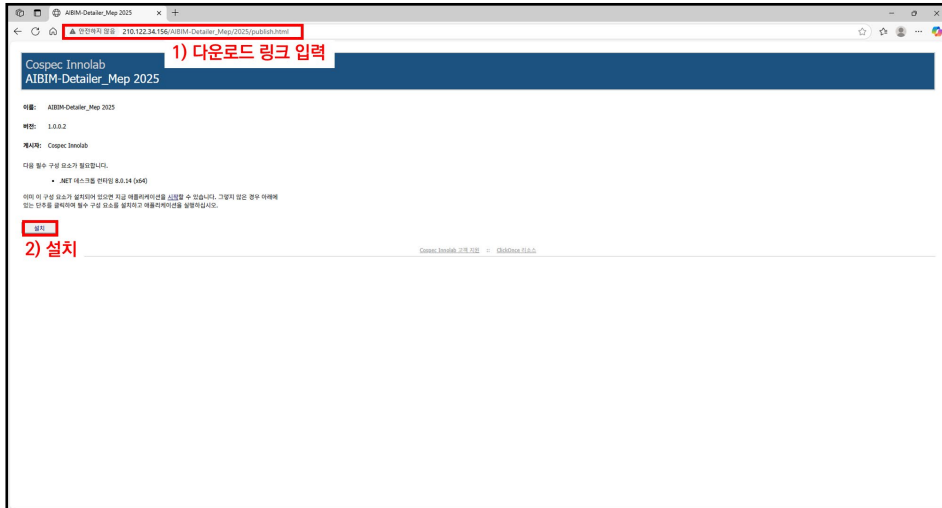 AIBIM-Detailer_Mep 2025
안전하지 않음 210.122.34.156/AIBIM-Detailer_Mep/2025/publish.html
1) 다운로드 링크 입력
Cospec Innolab
AIBIM-Detailer_Mep 2025
이름: AIBIM-Detailer_Mep 2025
버전: 1.0.0.2
게시자: Cospec Innolab
다음 필수 구성 요소가 필요합니다.
.NET 데스크톱 런타임 8.0.14 (x64)
이미 이 구성 요소가 설치되어 있으면 지금 애플리케이션을 시작할 수 있습니다. 그렇지 않은 경우 아래에
있는 단추를 클릭하여 필수 구성 요소를 설치하고 애플리케이션을 실행하십시오.
설치
2) 설치
Cospec Innolab 고객 지원 :: ClickOnce 리소스